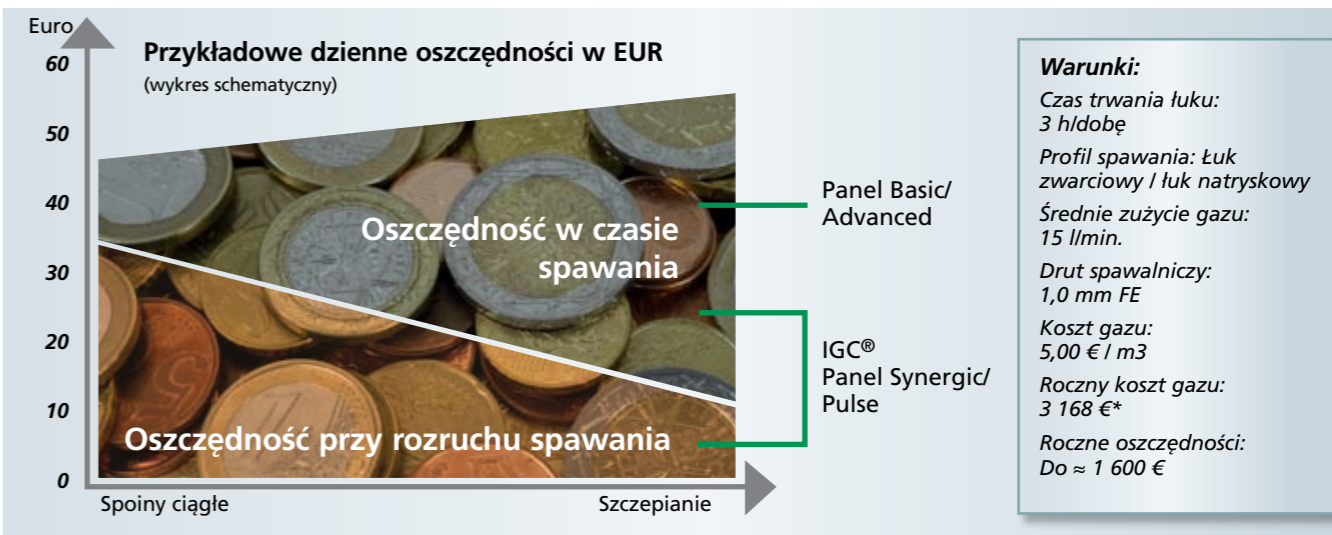 Euro
Przykładowe dzienne oszczędności w EUR
(wykres schematyczny)
60
50
40
30
20
10
0
Oszczędność w czasie
spawania
Oszczędność przy rozruchu spawania
Spoiny ciągłe
Szczepianie
Panel Basic/
Advanced
IGC®
Panel Synergic/
Pulse
Warunki:
Czas trwania łuku:
3 h/dobę
Profil spawania: Łuk
zwarciowy / łuk natryskowy
Średnie zużycie gazu:
15 l/min.
Drut spawalniczy:
1,0 mm FE
Koszt gazu:
5,00 € / m3
Roczny koszt gazu:
3 168 €*
Roczne oszczędności:
Do ≈ 1 600 €